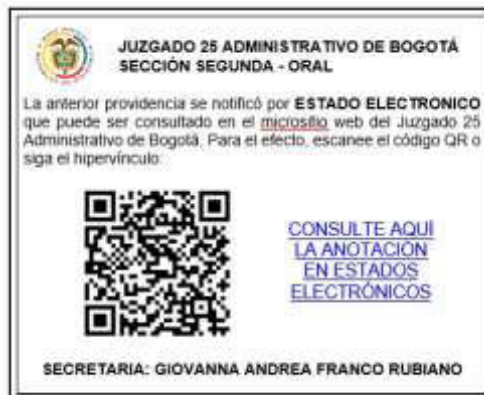 JUZGADO 25 ADMINISTRATIVO DE BOGOTÁ
SECCIÓN SEGUNDA - ORAL
La anterior providencia se notificó por ESTADO ELECTRONICO
que puede ser consultado en el micrositio web del Juzgado 25
Administrativo de Bogotá. Para el efecto, escanee el código QR o
siga el hipervínculo:
CONSULTE AQUÍ
LA ANOTACIÓN
EN ESTADOS
ELECTRÓNICOS
SECRETARIA: GIOVANNA ANDREA FRANCO RUBIANO